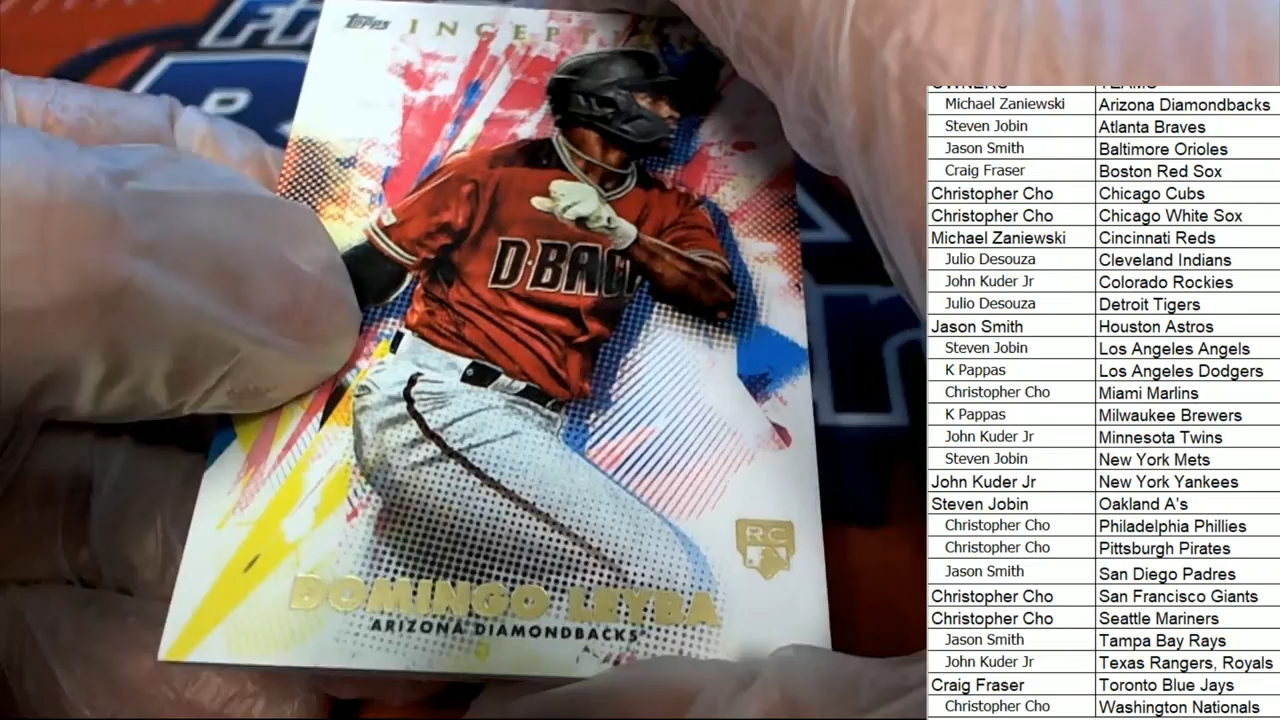 Topps INCEPTION
D·BAC
RC
DOMINGO LEYBA
ARIZONA DIAMONDBACKS
OWNERS TEAMS
Michael Zaniewski Arizona Diamondbacks
Steven Jobin Atlanta Braves
Jason Smith Baltimore Orioles
Craig Fraser Boston Red Sox
Christopher Cho Chicago Cubs
Christopher Cho Chicago White Sox
Michael Zaniewski Cincinnati Reds
Julio Desouza Cleveland Indians
John Kuder Jr Colorado Rockies
Julio Desouza Detroit Tigers
Jason Smith Houston Astros
Steven Jobin Los Angeles Angels
K Pappas Los Angeles Dodgers
Christopher Cho Miami Marlins
K Pappas Milwaukee Brewers
John Kuder Jr Minnesota Twins
Steven Jobin New York Mets
John Kuder Jr New York Yankees
Steven Jobin Oakland A's
Christopher Cho Philadelphia Phillies
Christopher Cho Pittsburgh Pirates
Jason Smith San Diego Padres
Christopher Cho San Francisco Giants
Christopher Cho Seattle Mariners
Jason Smith Tampa Bay Rays
John Kuder Jr Texas Rangers, Royals
Craig Fraser Toronto Blue Jays
Christopher Cho Washington Nationals